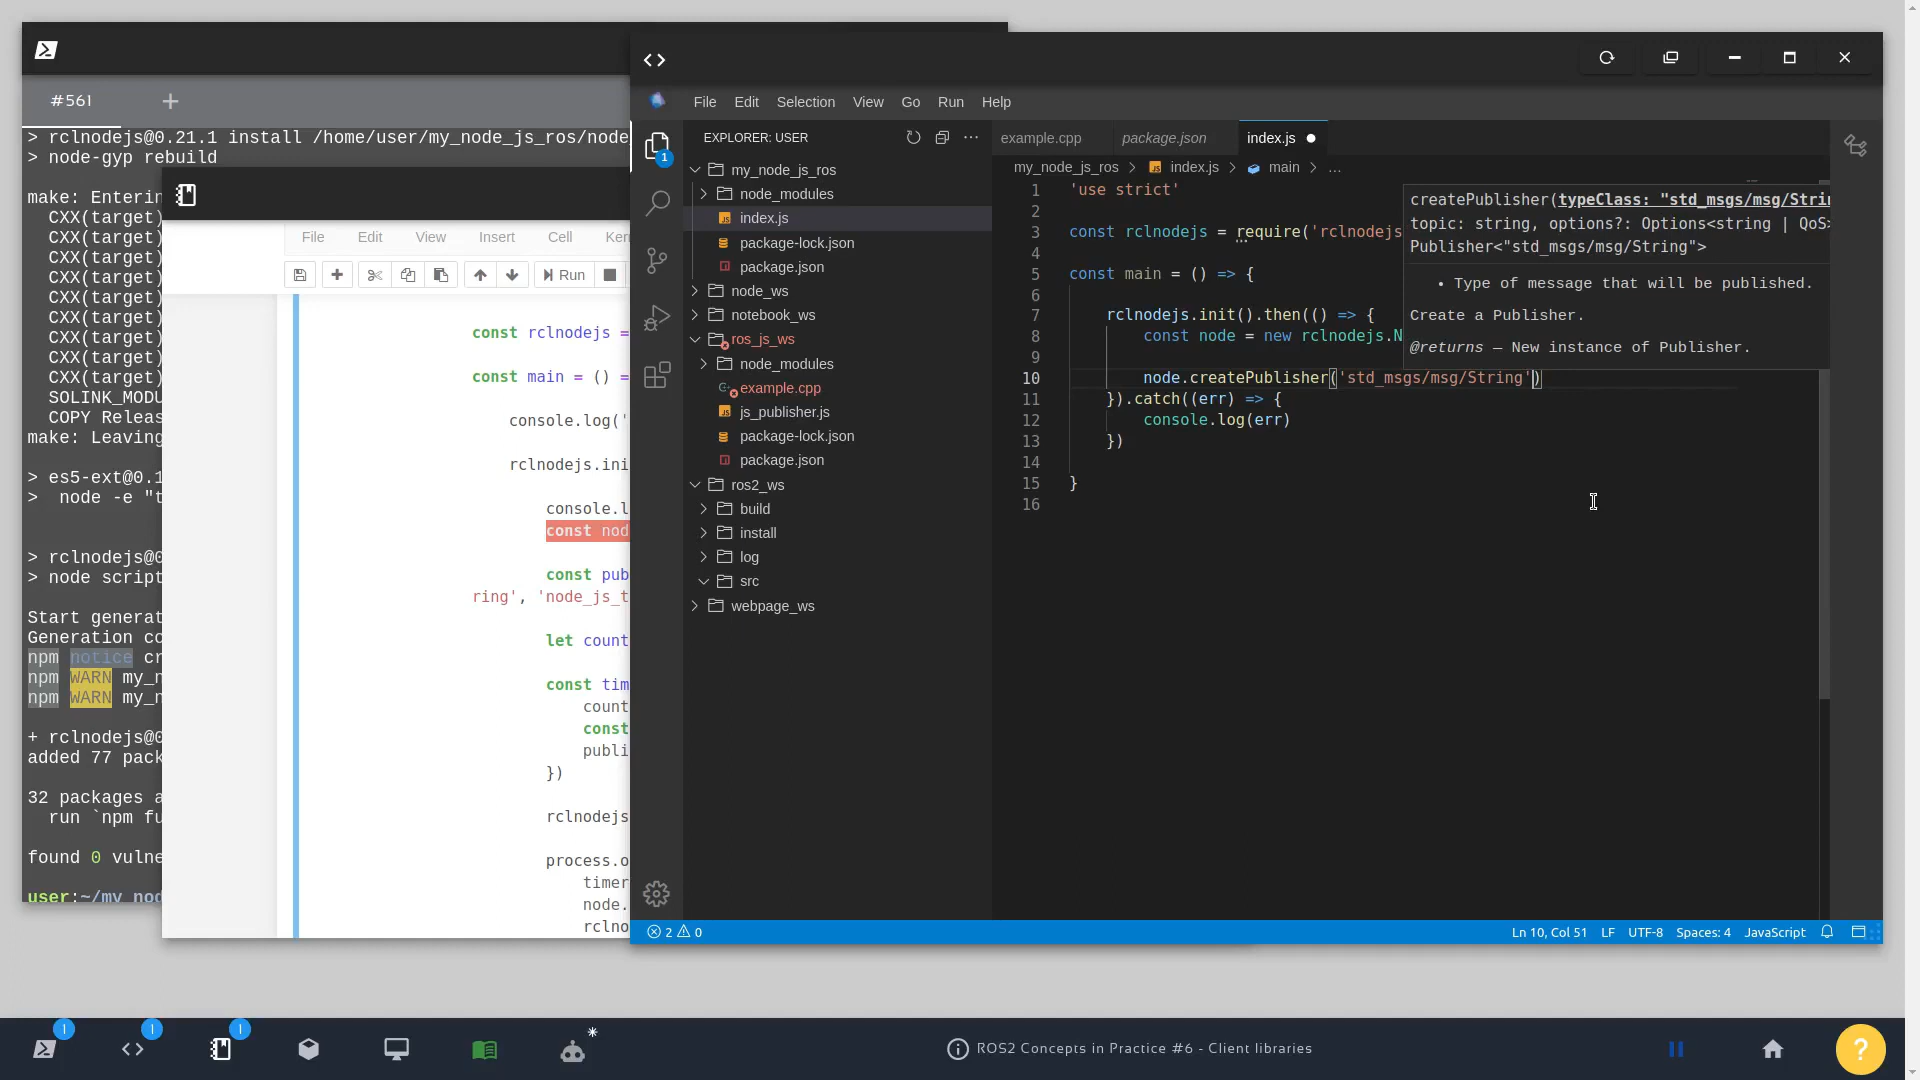 #561
+
> rclnodejs@0.21.1 install /home/user/my_node_js_ros/node
> node-gyp rebuild
make: Enterin
CXX(target)
CXX(target)
CXX(target)
CXX(target)
CXX(target)
CXX(target)
CXX(target)
CXX(target)
CXX(target)
SOLINK_MODU
COPY Releas
make: Leaving
> es5-ext@0.1
> node -e "t
> rclnodejs@0
> node script
Start generat
Generation co
npm notice cr
npm WARN my_n
npm WARN my_n
+ rclnodejs@0
added 77 pack
32 packages a
run `npm fu
found 0 vulne
user:~/my_nod
File Edit View Insert Cell Ker
Run
const rclnodejs =
const main = () =
console.log('
rclnodejs.ini
console.l
const nod
const pub
ring', 'node_js_t
let count
const tim
count
const
publi
})
rclnodejs
process.o
timer
node.
rclno
File Edit Selection View Go Run Help
1
EXPLORER: USER
my_node_js_ros
node_modules
index.js
package-lock.json
package.json
node_ws
notebook_ws
ros_js_ws
node_modules
example.cpp
js_publisher.js
package-lock.json
package.json
ros2_ws
build
install
log
src
webpage_ws
example.cpp package.json index.js
my_node_js_ros > index.js > main > ...
1 'use strict'
2
3 const rclnodejs = require('rclnodejs
4
5 const main = () => {
6
7 rclnodejs.init().then(() => {
8 const node = new rclnodejs.N
9
10 node.createPublisher('std_msgs/msg/String')
11 }).catch((err) => {
12 console.log(err)
13 })
14
15 }
16
createPublisher(typeClass: "std_msgs/msg/Strin
topic: string, options?: Options<string | QoS>
Publisher<"std_msgs/msg/String">
• Type of message that will be published.
Create a Publisher.
@returns — New instance of Publisher.
2 0
Ln 10, Col 51 LF UTF-8 Spaces: 4 JavaScript
1 1 1
ROS2 Concepts in Practice #6 - Client libraries
?